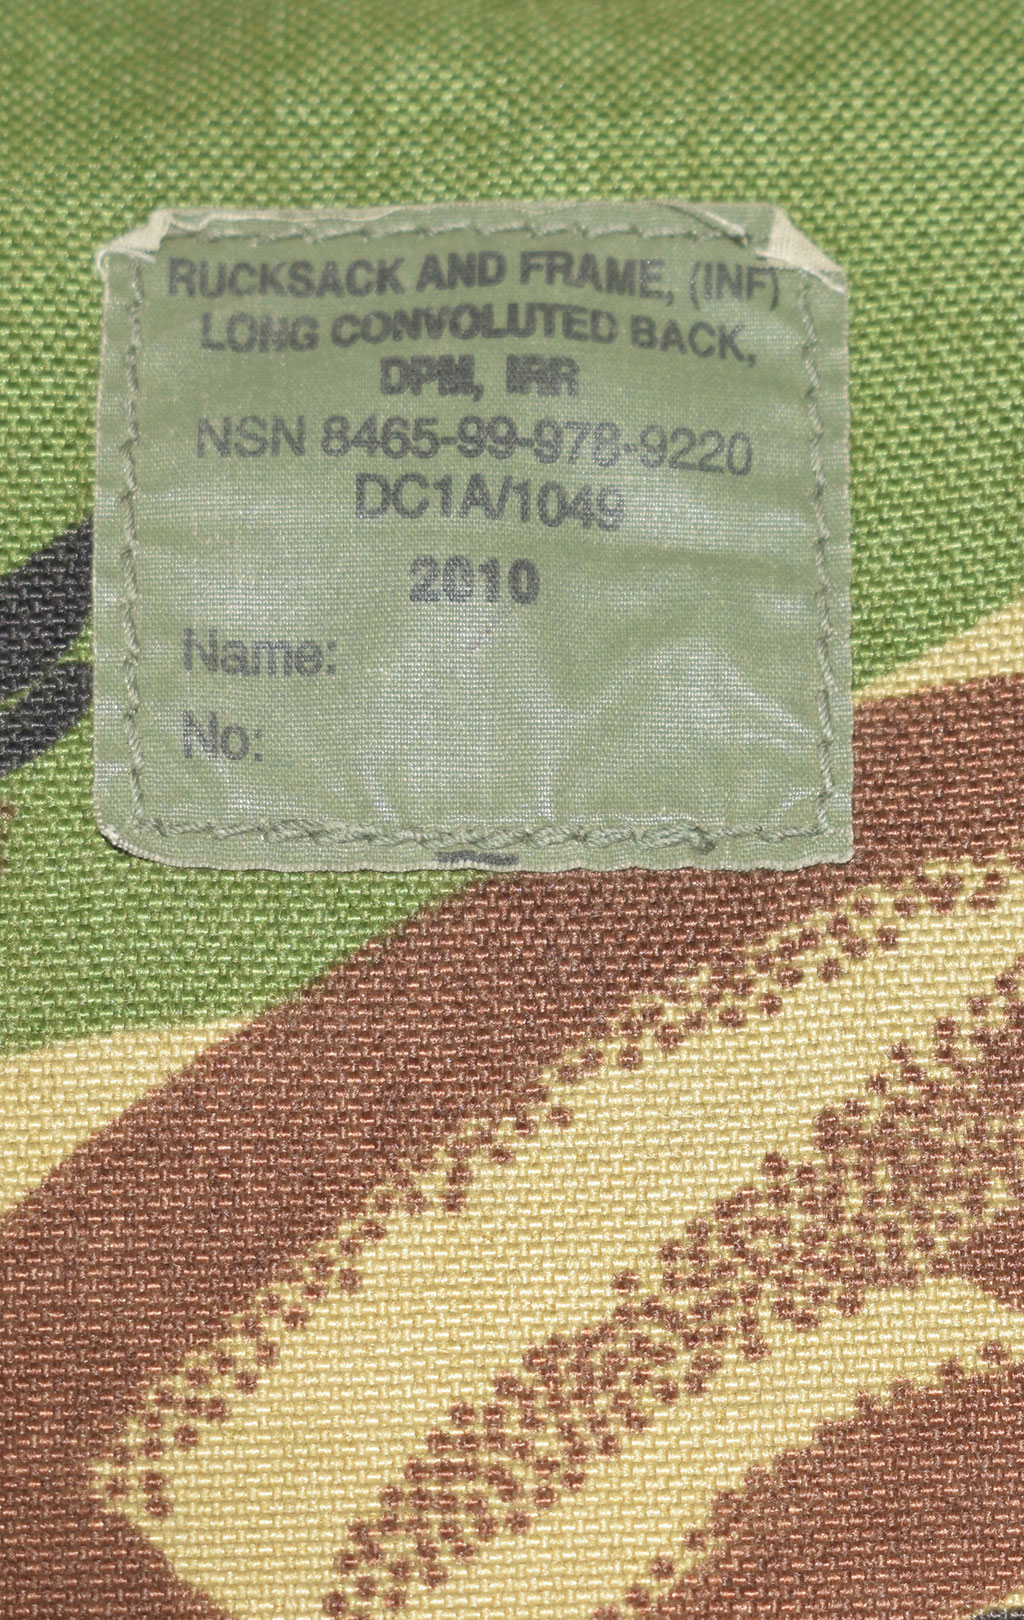 RUCKSACK AND FRAME, (INF)
LONG CONVOLUTED BACK,
DPM, IRR
NSN 8465-99-978-9220
DC1A/1049
2010
Name:
No: